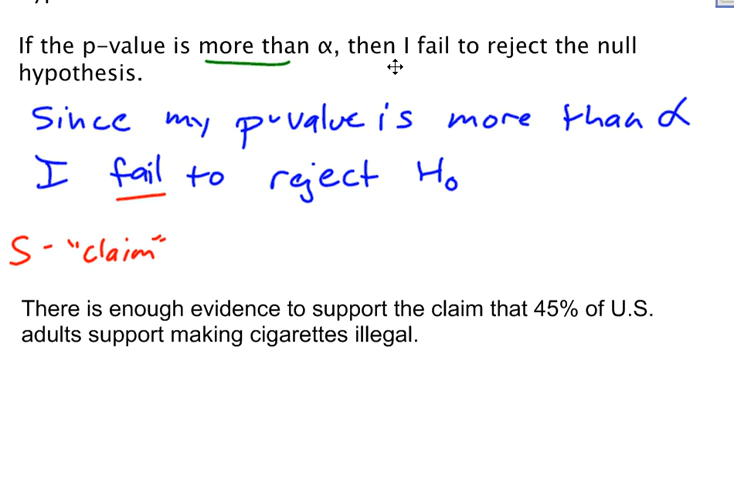 If the p-value is more than α, then I fail to reject the null
hypothesis.
Since my p-value is more than α
I fail to reject H₀
S - "claim"
There is enough evidence to support the claim that 45% of U.S.
adults support making cigarettes illegal.